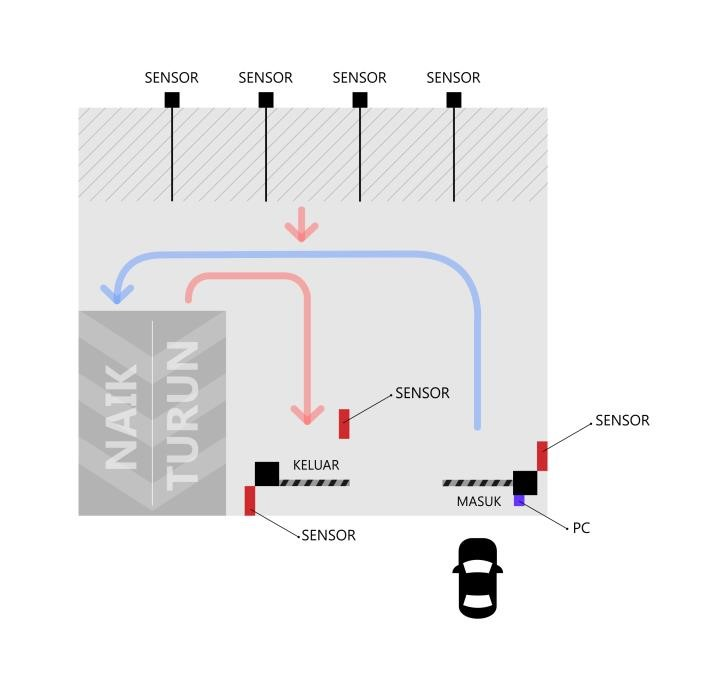 SENSOR SENSOR SENSOR SENSOR
NAIK
TURUN
SENSOR
SENSOR
KELUAR
MASUK
PC
SENSOR